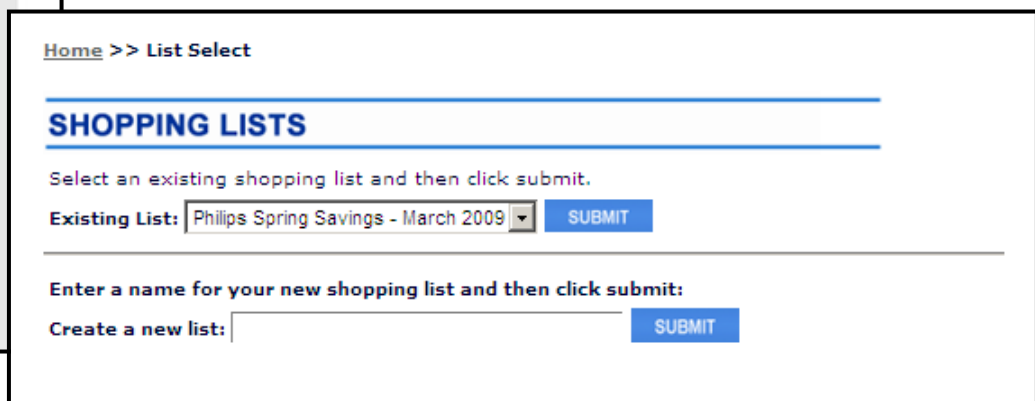 Home >> List Select
SHOPPING LISTS
Select an existing shopping list and then click submit.
Existing List: Philips Spring Savings - March 2009 SUBMIT
Enter a name for your new shopping list and then click submit:
Create a new list: SUBMIT